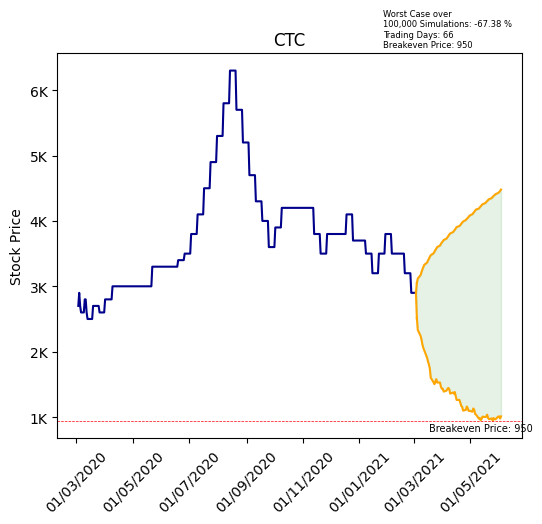 Worst Case over
100,000 Simulations: -67.38 %
Trading Days: 66
Breakeven Price: 950
CTC
Stock Price
6K
5K
4K
3K
2K
1K
Breakeven Price: 950
01/03/2020
01/05/2020
01/07/2020
01/09/2020
01/11/2020
01/01/2021
01/03/2021
01/05/2021